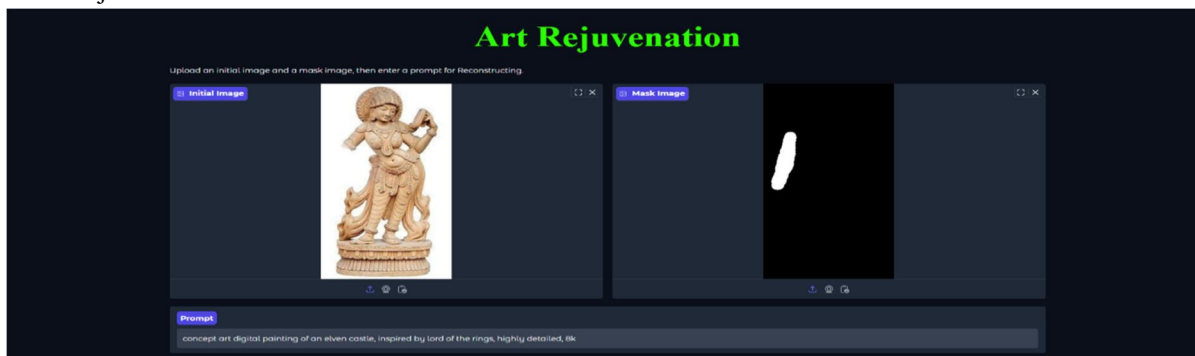 Art Rejuvenation
Upload an initial image and a mask image, then enter a prompt for Reconstructing.
Initial Image
Mask Image
Prompt
concept art digital painting of an elven castle, inspired by lord of the rings, highly detailed, 8k